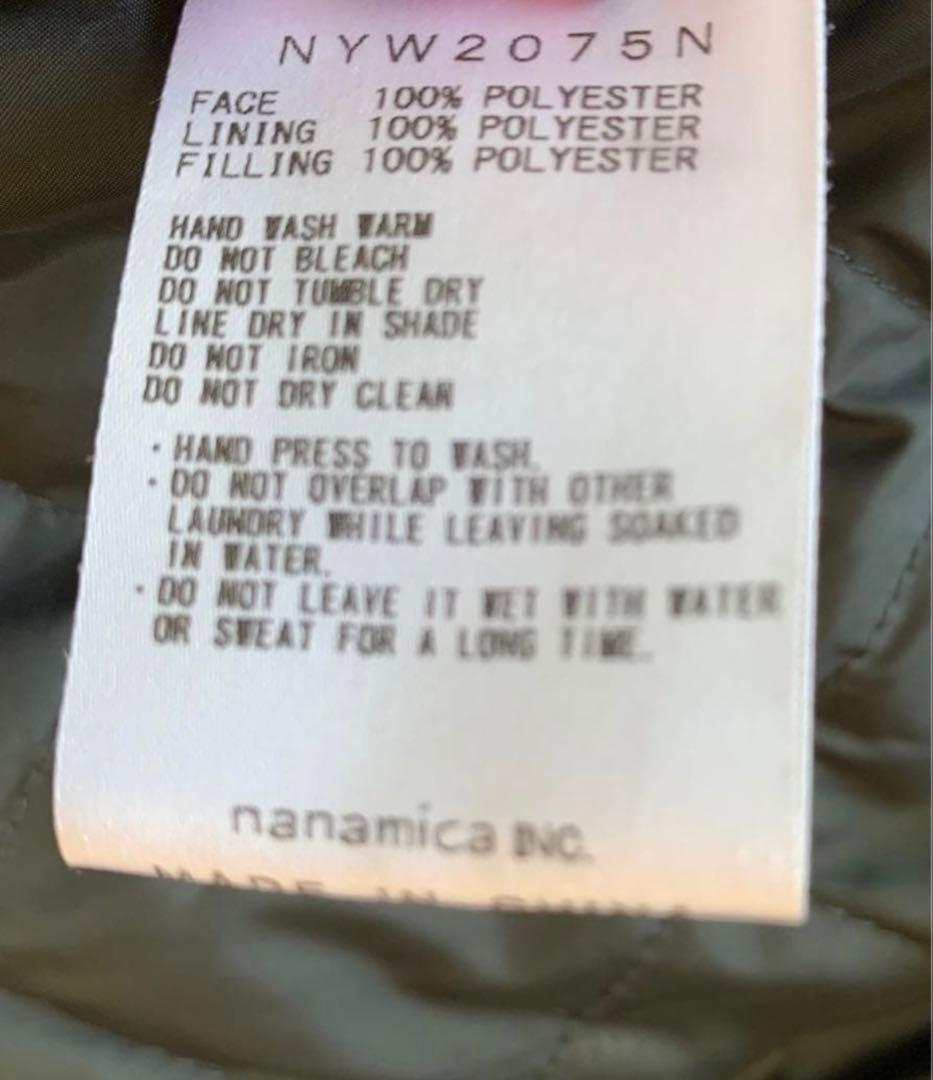 NYW2075N
FACE 100% POLYESTER
LINING 100% POLYESTER
FILLING 100% POLYESTER
HAND WASH WARM
DO NOT BLEACH
DO NOT TUMBLE DRY
LINE DRY IN SHADE
DO NOT IRON
DO NOT DRY CLEAN
· HAND PRESS TO WASH.
· DO NOT OVERLAP WITH OTHER
LAUNDRY WHILE LEAVING SOAKED
IN WATER.
· DO NOT LEAVE IT WET WITH WATER
OR SWEAT FOR A LONG TIME.
nanamica INC.
MADE IN CHINA